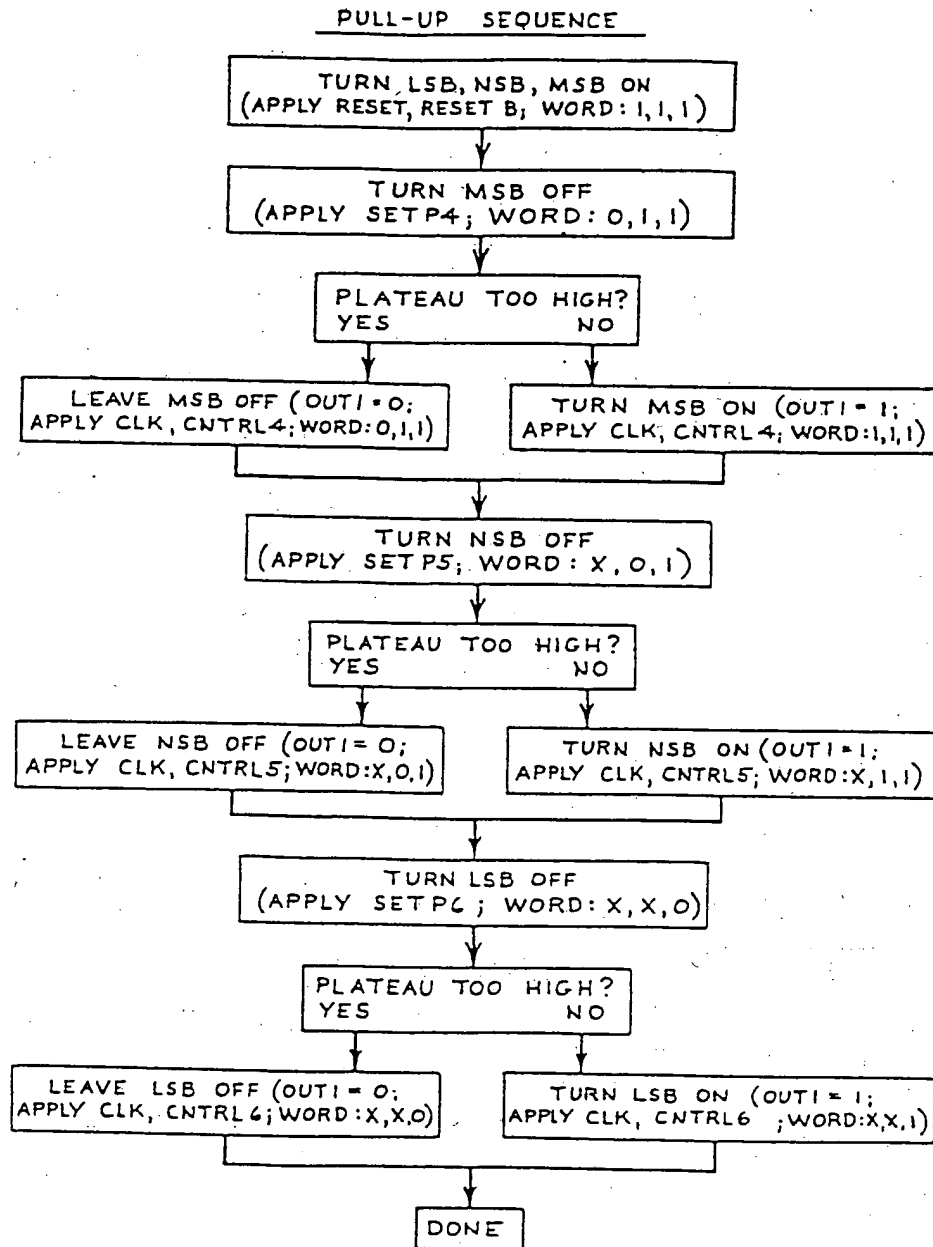 PULL-UP SEQUENCE
TURN LSB, NSB, MSB ON
(APPLY RESET, RESET B; WORD: 1,1,1)
TURN MSB OFF
(APPLY SETP4; WORD: 0,1,1)
PLATEAU TOO HIGH?
YES NO
LEAVE MSB OFF (OUT1 = 0;
APPLY CLK, CNTRL4; WORD: 0,1,1)
TURN MSB ON (OUT1 = 1;
APPLY CLK, CNTRL4; WORD:1,1,1)
TURN NSB OFF
(APPLY SETP5; WORD: X, 0, 1)
PLATEAU TOO HIGH?
YES NO
LEAVE NSB OFF (OUT1 = 0;
APPLY CLK, CNTRL5; WORD:X,0,1)
TURN NSB ON (OUT1 = 1;
APPLY CLK, CNTRL5; WORD:X,1,1)
TURN LSB OFF
(APPLY SETP6; WORD: X, X, 0)
PLATEAU TOO HIGH?
YES NO
LEAVE LSB OFF (OUT1 = 0;
APPLY CLK, CNTRL6; WORD:X,X,0)
TURN LSB ON (OUT1 = 1;
APPLY CLK, CNTRL6 ; WORD:X,X,1)
DONE